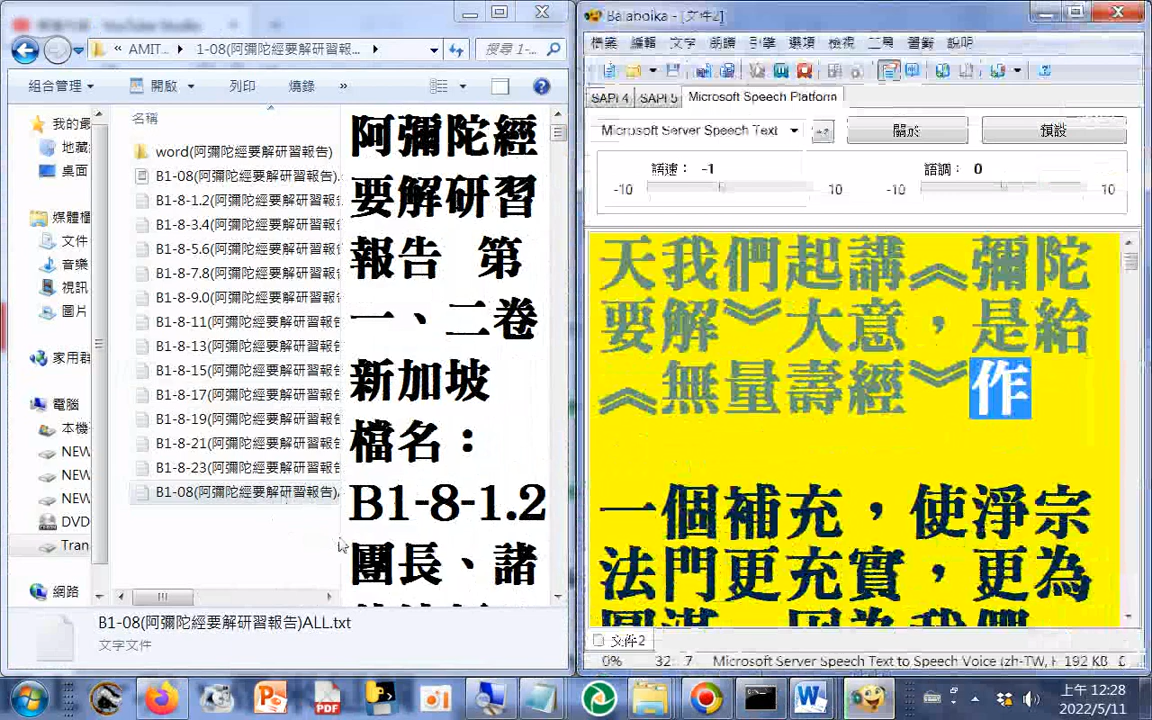 Balabolka - [文件2]
« AMIT... ▸ 1-08(阿彌陀經要解研習報... ▸
搜尋 1-...
檔案 編輯 文字 朗讀 引擎 選項 檢視 工具 書籤 說明
組合管理 開啟 列印 燒錄 »
SAPI 4 SAPI 5 Microsoft Speech Platform
Microsoft Server Speech Text
關於
預設
語速： -1
-10 10
語調： 0
-10 10
我的最
地藏
桌面
媒體櫃
文件
音樂
視訊
圖片
家用群
電腦
本機
NEW
NEW
NEW
DVD
Tran
網路
名稱
word(阿彌陀經要解研習報告)
B1-08(阿彌陀經要解研習報告).
B1-8-1.2(阿彌陀經要解研習報
B1-8-3.4(阿彌陀經要解研習報
B1-8-5.6(阿彌陀經要解研習報
B1-8-7.8(阿彌陀經要解研習報
B1-8-9.0(阿彌陀經要解研習報
B1-8-11(阿彌陀經要解研習報告
B1-8-13(阿彌陀經要解研習報告
B1-8-15(阿彌陀經要解研習報告
B1-8-17(阿彌陀經要解研習報告
B1-8-19(阿彌陀經要解研習報告
B1-8-21(阿彌陀經要解研習報告
B1-8-23(阿彌陀經要解研習報告
B1-08(阿彌陀經要解研習報告).
阿彌陀經
要解研習
報告 第
一、二卷
新加坡
檔名：
B1-8-1.2
團長、諸
天我們起講《彌陀
要解》大意，是給
《無量壽經》作
一個補充，使淨宗
法門更充實，更為
圓滿。因為我們
B1-08(阿彌陀經要解研習報告)ALL.txt
文字文件
文件2
0% 32: 7 Microsoft Server Speech Text to Speech Voice (zh-TW, H 192 KB
上午 12:28
2022/5/11